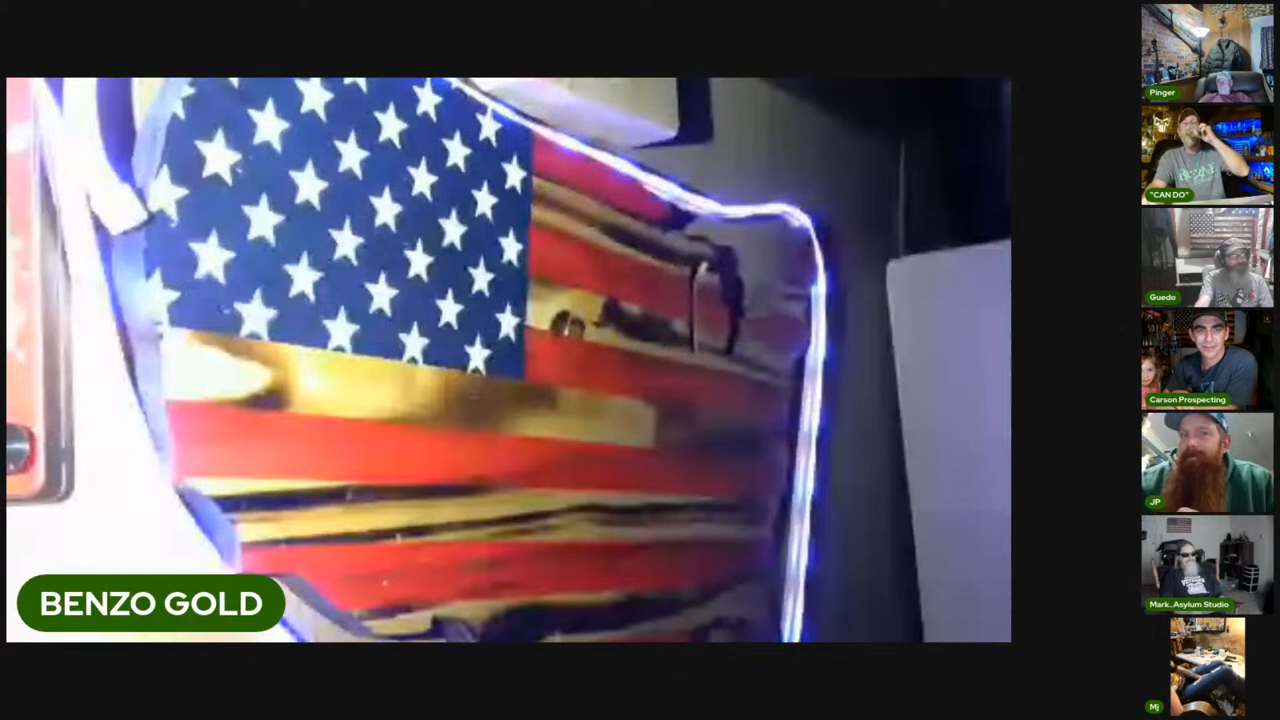 BENZO GOLD
Pinger
"CAN DO"
Guedo
Carson Prospecting
JP
Mark..Asylum Studio
Mj